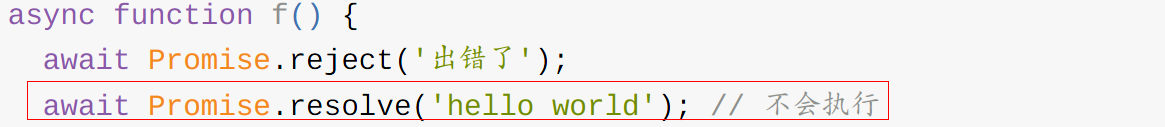 async function f() {
await Promise.reject('出错了');
await Promise.resolve('hello world'); // 不会执行